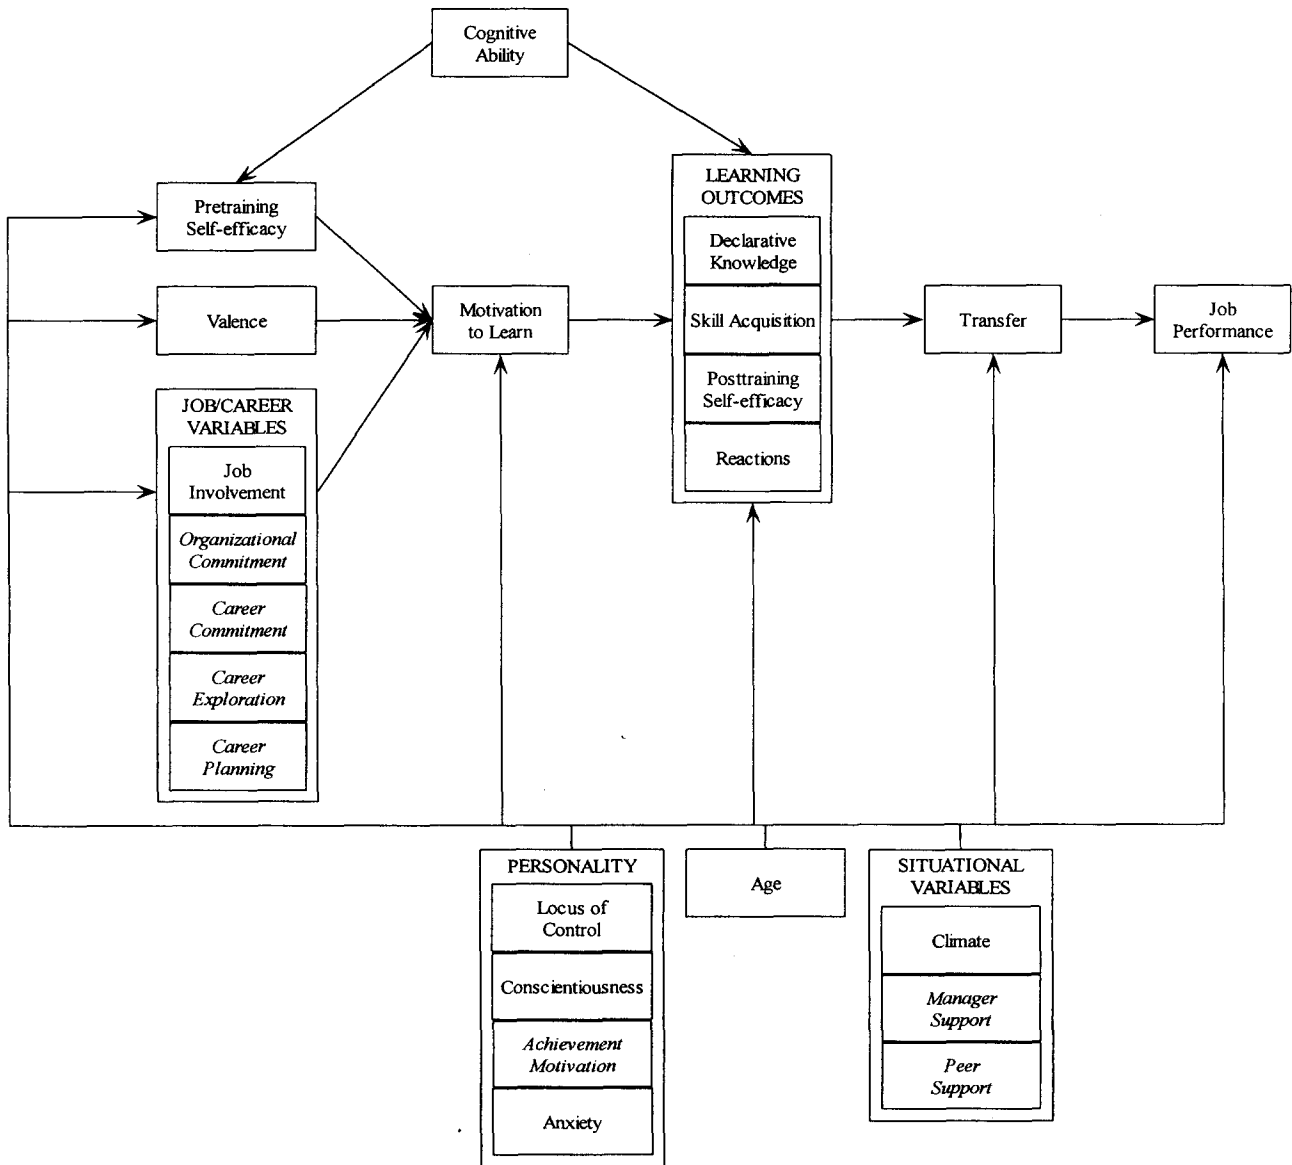 Cognitive
Ability
Pretraining
Self-efficacy
Valence
JOB/CAREER
VARIABLES
Job
Involvement
Organizational
Commitment
Career
Commitment
Career
Exploration
Career
Planning
Motivation
to Learn
LEARNING
OUTCOMES
Declarative
Knowledge
Skill Acquisition
Posttraining
Self-efficacy
Reactions
Transfer
Job
Performance
PERSONALITY
Locus of
Control
Conscientiousness
Achievement
Motivation
Anxiety
Age
SITUATIONAL
VARIABLES
Climate
Manager
Support
Peer
Support